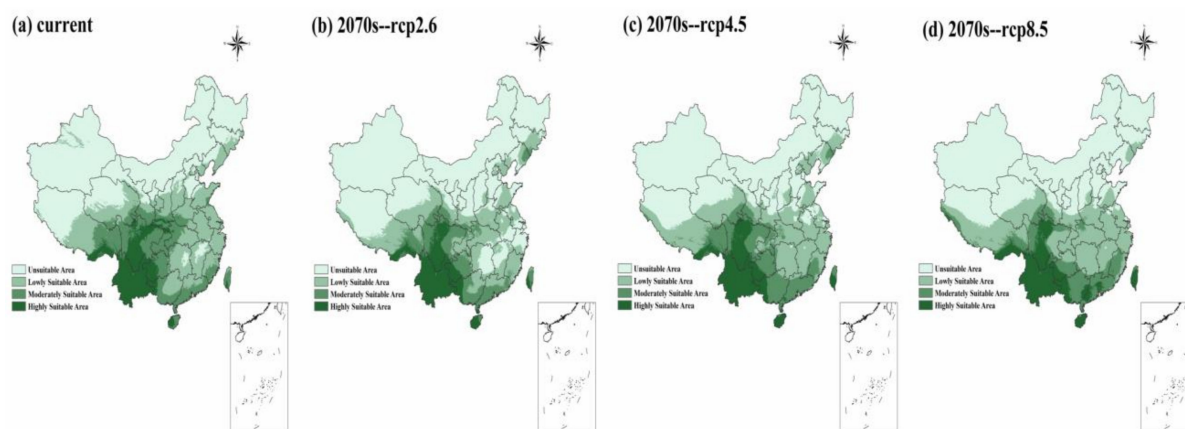 (a) current
(b) 2070s--rcp2.6
(c) 2070s--rcp4.5
(d) 2070s--rcp8.5
Unsuitable Area
Lowly Suitable Area
Moderately Suitable Area
Highly Suitable Area
Unsuitable Area
Lowly Suitable Area
Moderately Suitable Area
Highly Suitable Area
Unsuitable Area
Lowly Suitable Area
Moderately Suitable Area
Highly Suitable Area
Unsuitable Area
Lowly Suitable Area
Moderately Suitable Area
Highly Suitable Area